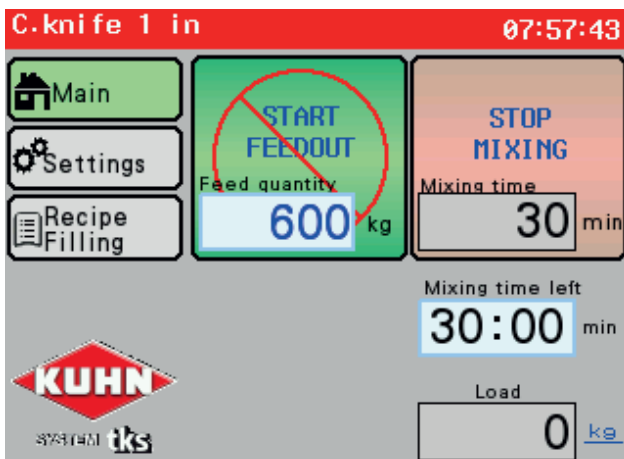 C.knife 1 in
07:57:43
Main
START
FEEDOUT
STOP
MIXING
Settings
Feed quantity
600 kg
Mixing time
30 min
Recipe
Filling
Mixing time left
30:00 min
KUHN
SYSTEM tks
Load
0 kg